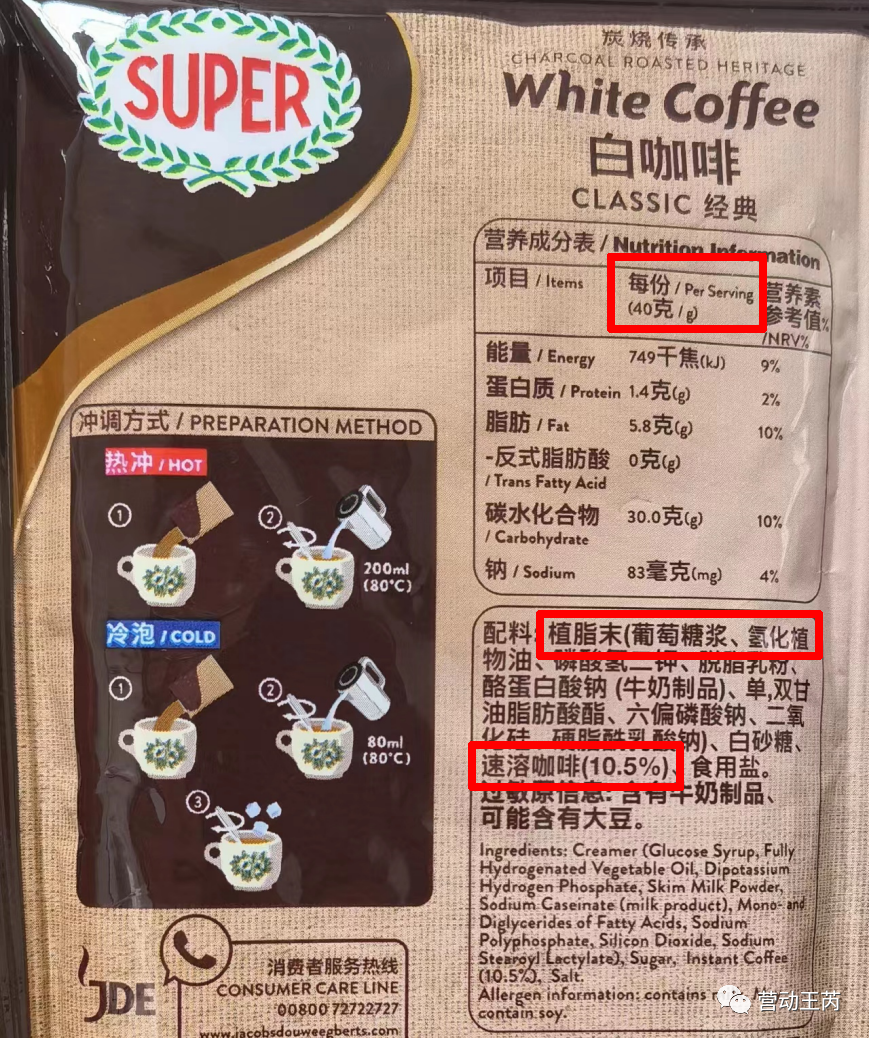 SUPER
炭烧传承
CHARCOAL ROASTED HERITAGE
White Coffee
白咖啡
CLASSIC 经典
营养成分表 / Nutrition Information
项目 / Items 每份 / Per Serving (40克 / g) 营养素参考值% /NRV%
能量 / Energy 749千焦(kJ) 9%
蛋白质 / Protein 1.4克(g) 2%
脂肪 / Fat 5.8克(g) 10%
-反式脂肪酸 0克(g)
/ Trans Fatty Acid
碳水化合物 30.0克(g) 10%
/ Carbohydrate
钠 / Sodium 83毫克(mg) 4%
冲调方式 / PREPARATION METHOD
热冲 / HOT
1
2
200ml
(80°C)
冷泡 / COLD
1
2
80ml
(80°C)
3
配料: 植脂末(葡萄糖浆、氢化植
物油、磷酸氢二钾、脱脂乳粉、
酪蛋白酸钠 (牛奶制品)、单,双甘
油脂肪酸酯、六偏磷酸钠、二氧
化硅、硬脂酰乳酸钠)、白砂糖、
速溶咖啡(10.5%)、食用盐。
过敏原信息: 含有牛奶制品、
可能含有大豆。
Ingredients: Creamer (Glucose Syrup, Fully
Hydrogenated Vegetable Oil, Dipotassium
Hydrogen Phosphate, Skim Milk Powder,
Sodium Caseinate (milk product), Mono- and
Diglycerides of Fatty Acids, Sodium
Polyphosphate, Silicon Dioxide, Sodium
Stearoyl Lactylate), Sugar, Instant Coffee
(10.5%), Salt.
Allergen information: contains
contain soy.
JDE
消费者服务热线
CONSUMER CARE LINE
00800 72722727
www.jacobsdouweegberts.com
营动王芮